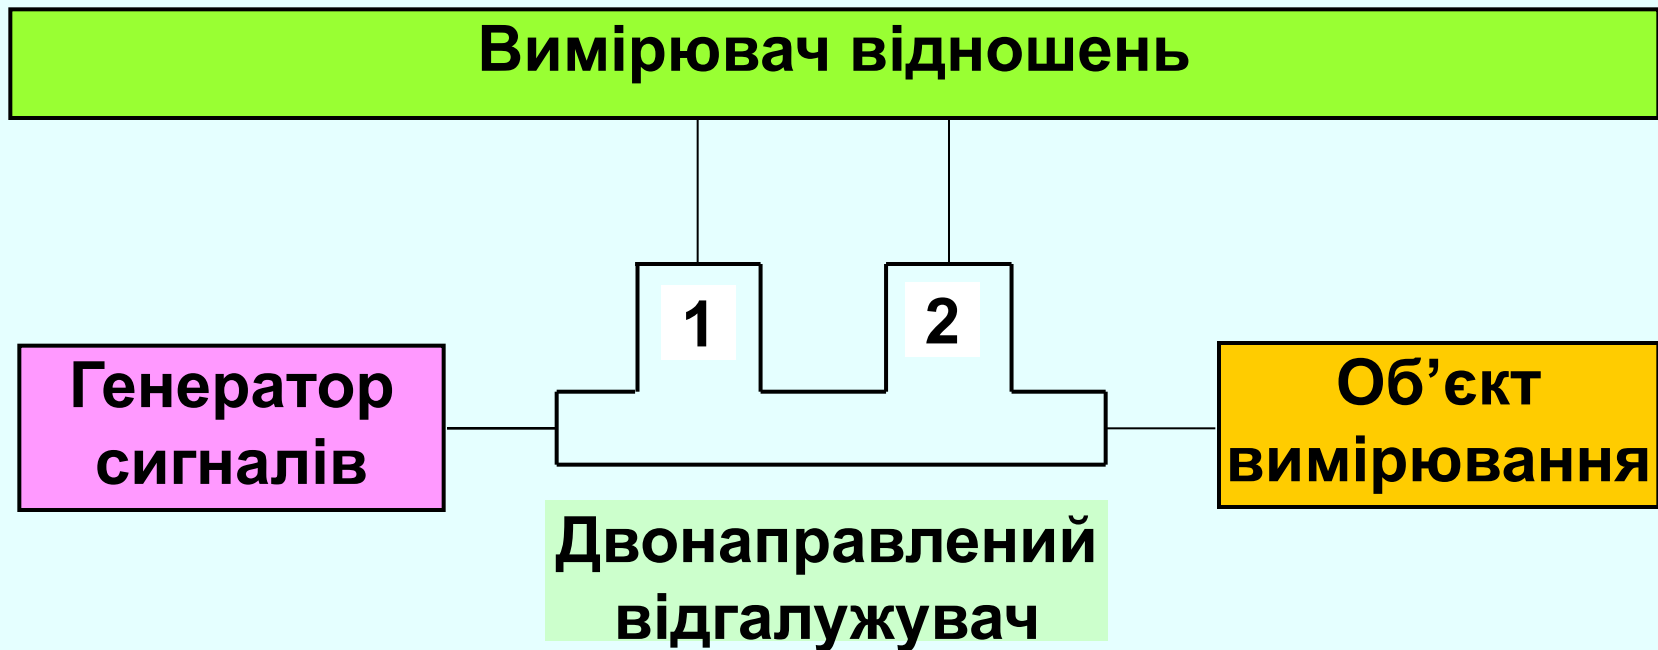 Вимірювач відношень
1
2
Генератор
сигналів
Об’єкт
вимірювання
Двонаправлений
відгалужувач